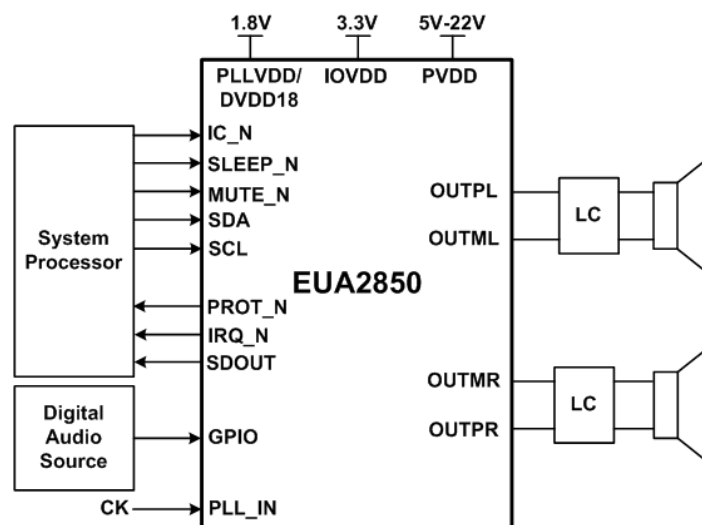 1.8V
3.3V
5V-22V
PLLVDD/
DVDD18
IOVDD
PVDD
System
Processor
IC_N
SLEEP_N
MUTE_N
SDA
SCL
PROT_N
IRQ_N
SDOUT
EUA2850
OUTPL
OUTML
LC
OUTMR
OUTPR
LC
Digital
Audio
Source
GPIO
CK
PLL_IN